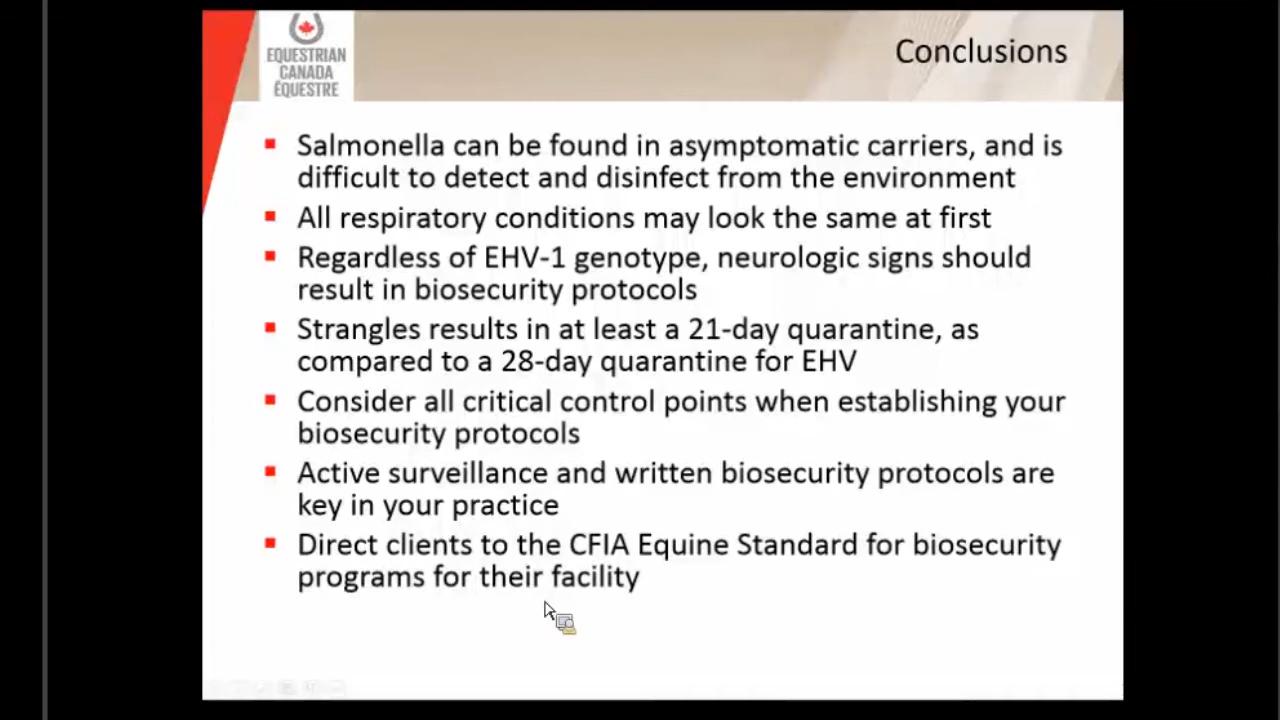 EQUESTRIAN
CANADA
ÉQUESTRE
Conclusions
Salmonella can be found in asymptomatic carriers, and is
difficult to detect and disinfect from the environment
All respiratory conditions may look the same at first
Regardless of EHV-1 genotype, neurologic signs should
result in biosecurity protocols
Strangles results in at least a 21-day quarantine, as
compared to a 28-day quarantine for EHV
Consider all critical control points when establishing your
biosecurity protocols
Active surveillance and written biosecurity protocols are
key in your practice
Direct clients to the CFIA Equine Standard for biosecurity
programs for their facility